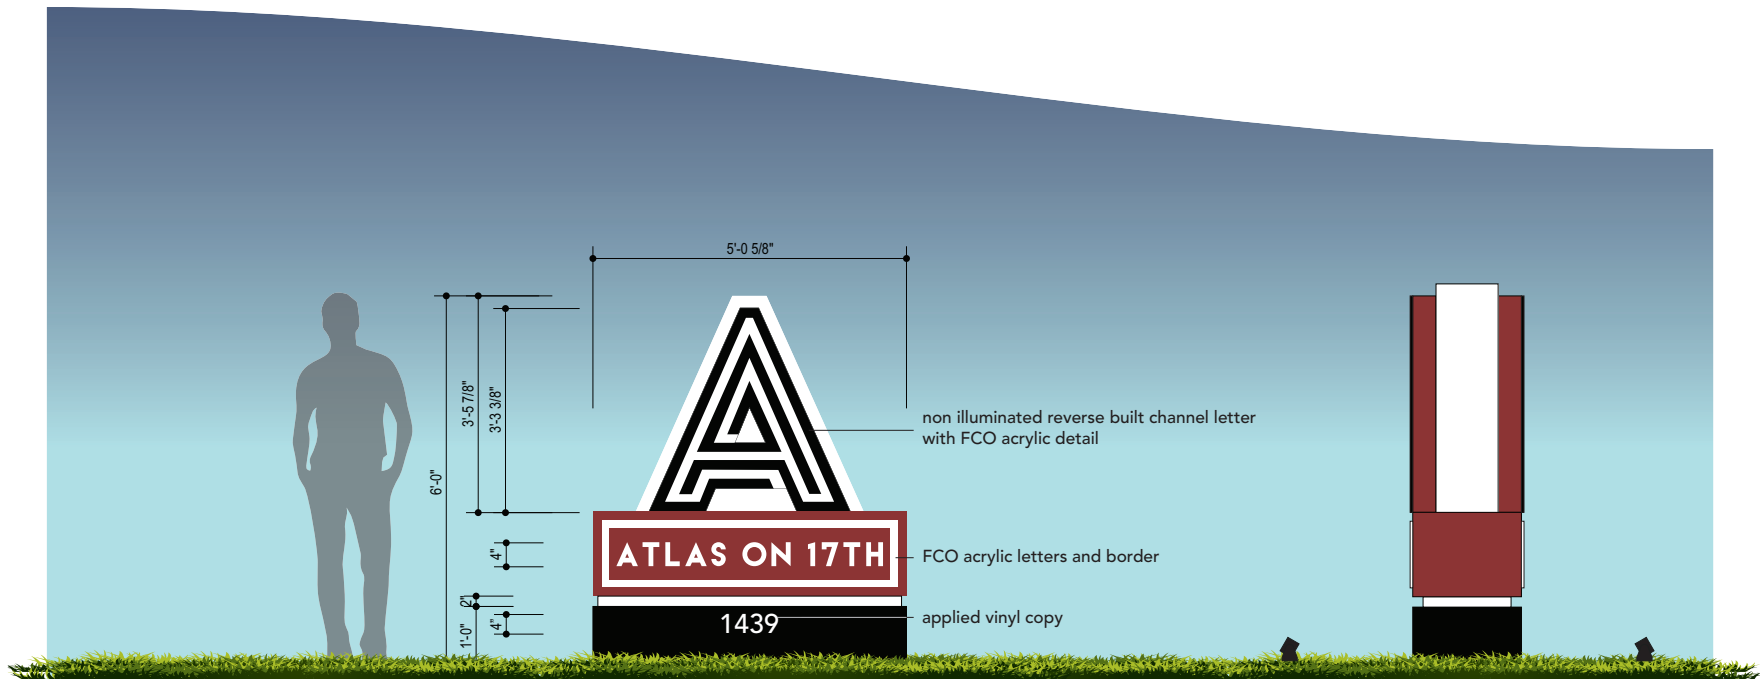 5'-0 5/8"
6'-0"
3'-5 7/8"
3'-3 3/8"
A
non illuminated reverse built channel letter
with FCO acrylic detail
4"
ATLAS ON 17TH
FCO acrylic letters and border
2"
1'-0"
4"
1439
applied vinyl copy